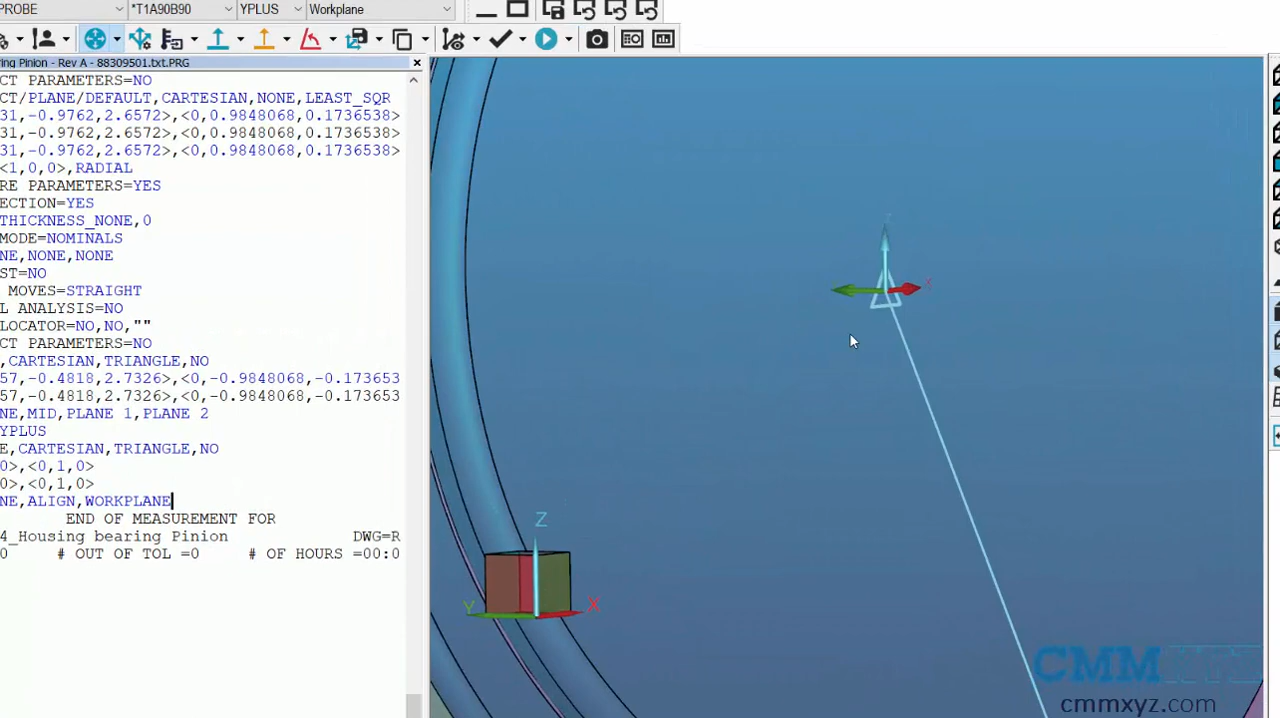 PROBE
*T1A90B90
YPLUS
Workplane
ring Pinion - Rev A - 88309501.txt.PRG
CT PARAMETERS=NO
CT/PLANE/DEFAULT,CARTESIAN,NONE,LEAST_SQR
31,-0.9762,2.6572>,<0,0.9848068,0.1736538>
31,-0.9762,2.6572>,<0,0.9848068,0.1736538>
31,-0.9762,2.6572>,<0,0.9848068,0.1736538>
<1,0,0>,RADIAL
RE PARAMETERS=YES
ECTION=YES
THICKNESS_NONE,0
MODE=NOMINALS
NE,NONE,NONE
ST=NO
MOVES=STRAIGHT
L ANALYSIS=NO
LOCATOR=NO,NO,""
CT PARAMETERS=NO
,CARTESIAN,TRIANGLE,NO
57,-0.4818,2.7326>,<0,-0.9848068,-0.173653
57,-0.4818,2.7326>,<0,-0.9848068,-0.173653
NE,MID,PLANE 1,PLANE 2
YPLUS
E,CARTESIAN,TRIANGLE,NO
0>,<0,1,0>
0>,<0,1,0>
NE,ALIGN,WORKPLANE
END OF MEASUREMENT FOR
4_Housing bearing Pinion DWG=R
0 # OUT OF TOL =0 # OF HOURS =00:0
X
Z
Y X
CMMXYZ
cmmxyz.com